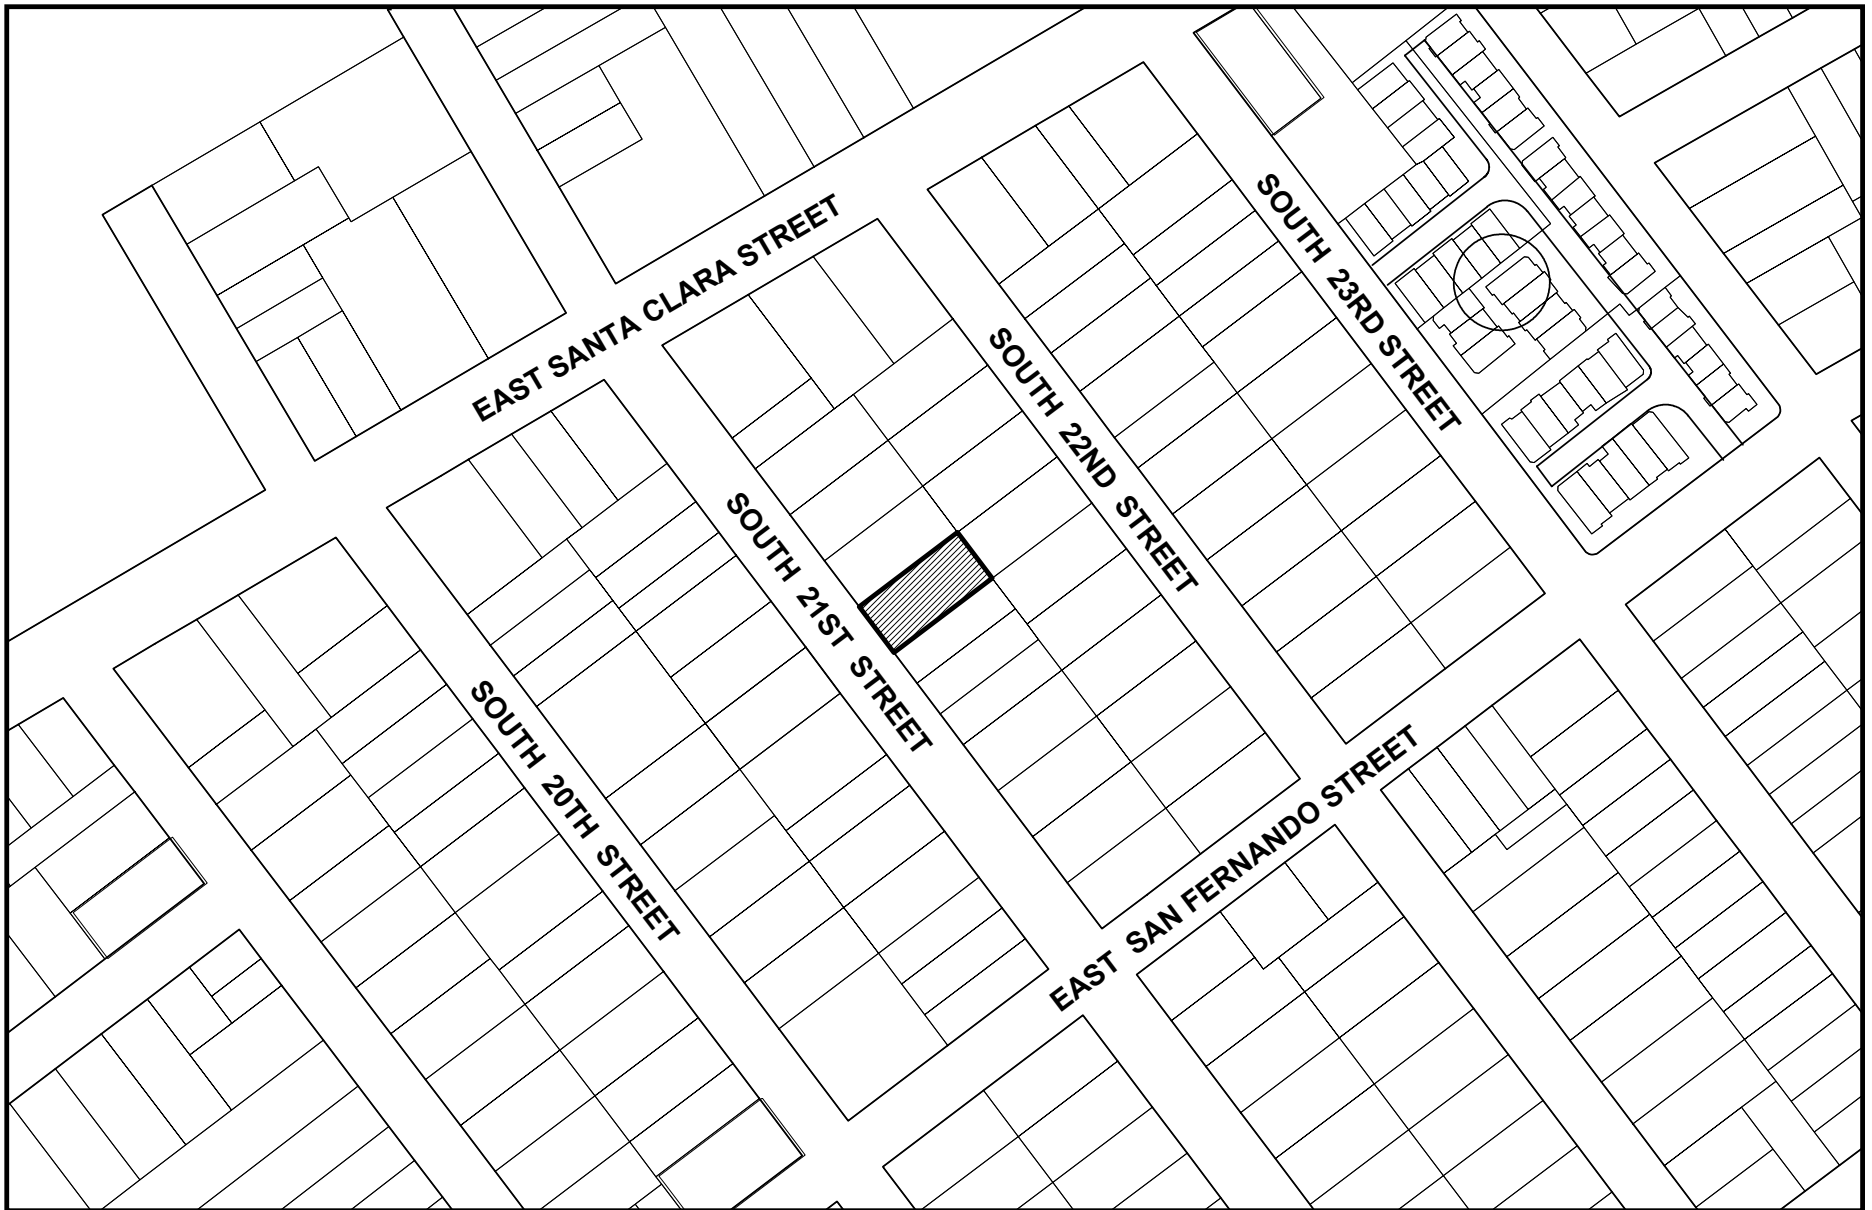 EAST SANTA CLARA STREET
SOUTH 23RD STREET
SOUTH 22ND STREET
SOUTH 21ST STREET
SOUTH 20TH STREET
EAST SAN FERNANDO STREET